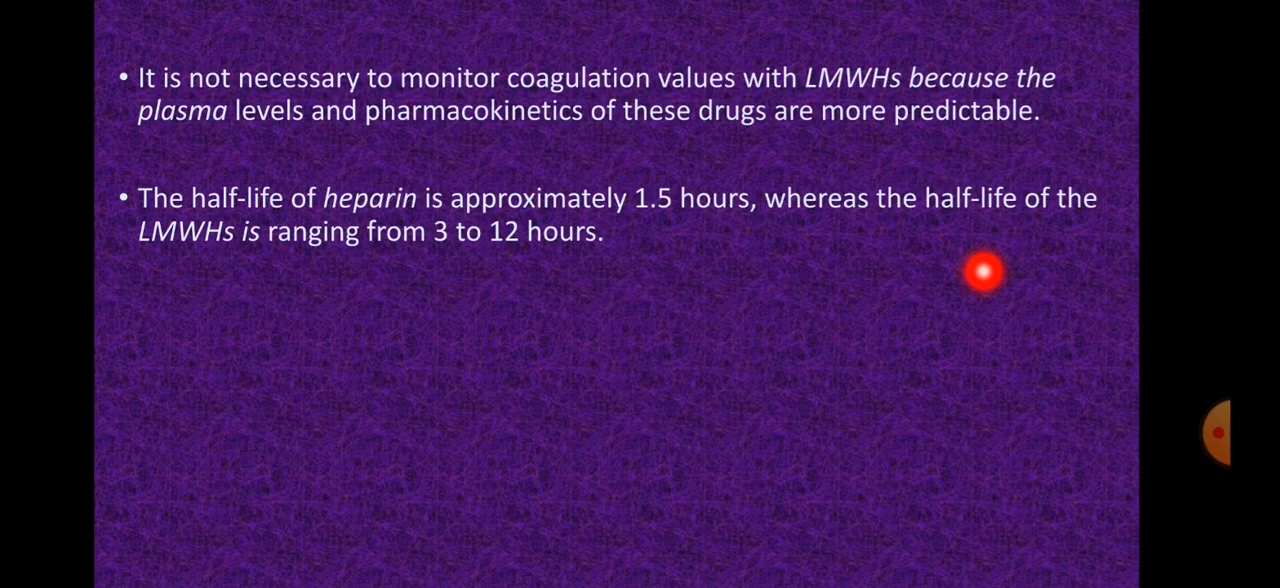 • It is not necessary to monitor coagulation values with LMWHs because the
plasma levels and pharmacokinetics of these drugs are more predictable.
• The half-life of heparin is approximately 1.5 hours, whereas the half-life of the
LMWHs is ranging from 3 to 12 hours.